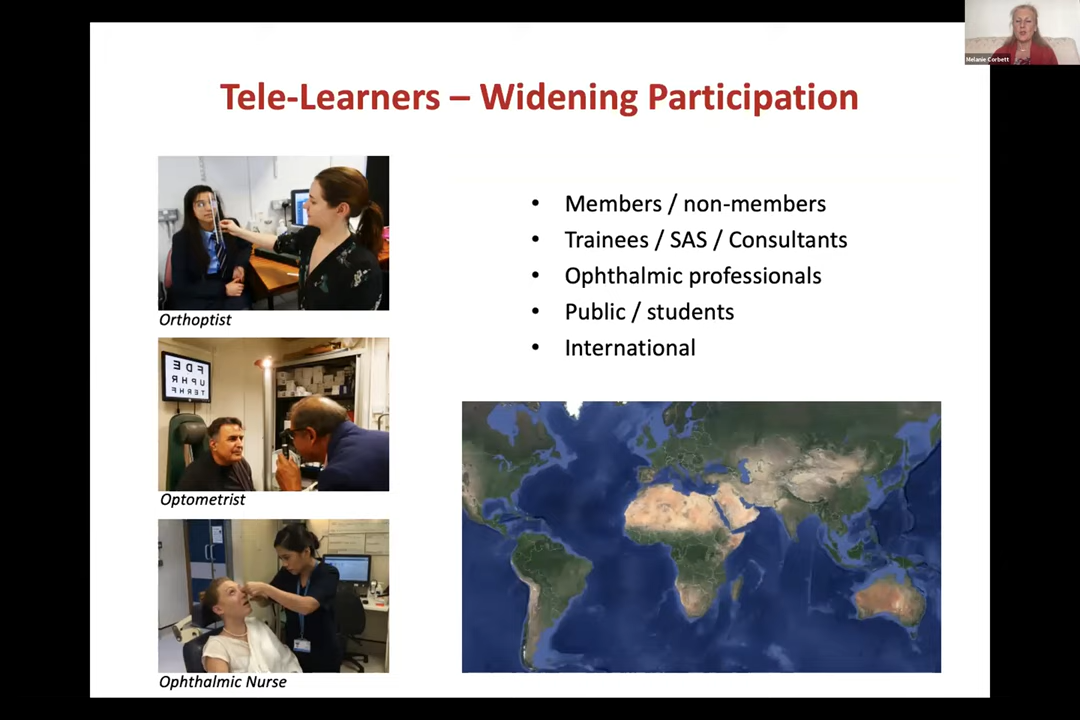 Melanie Corbett
Tele-Learners – Widening Participation
• Members / non-members
• Trainees / SAS / Consultants
• Ophthalmic professionals
• Public / students
• International
Orthoptist
Optometrist
Ophthalmic Nurse